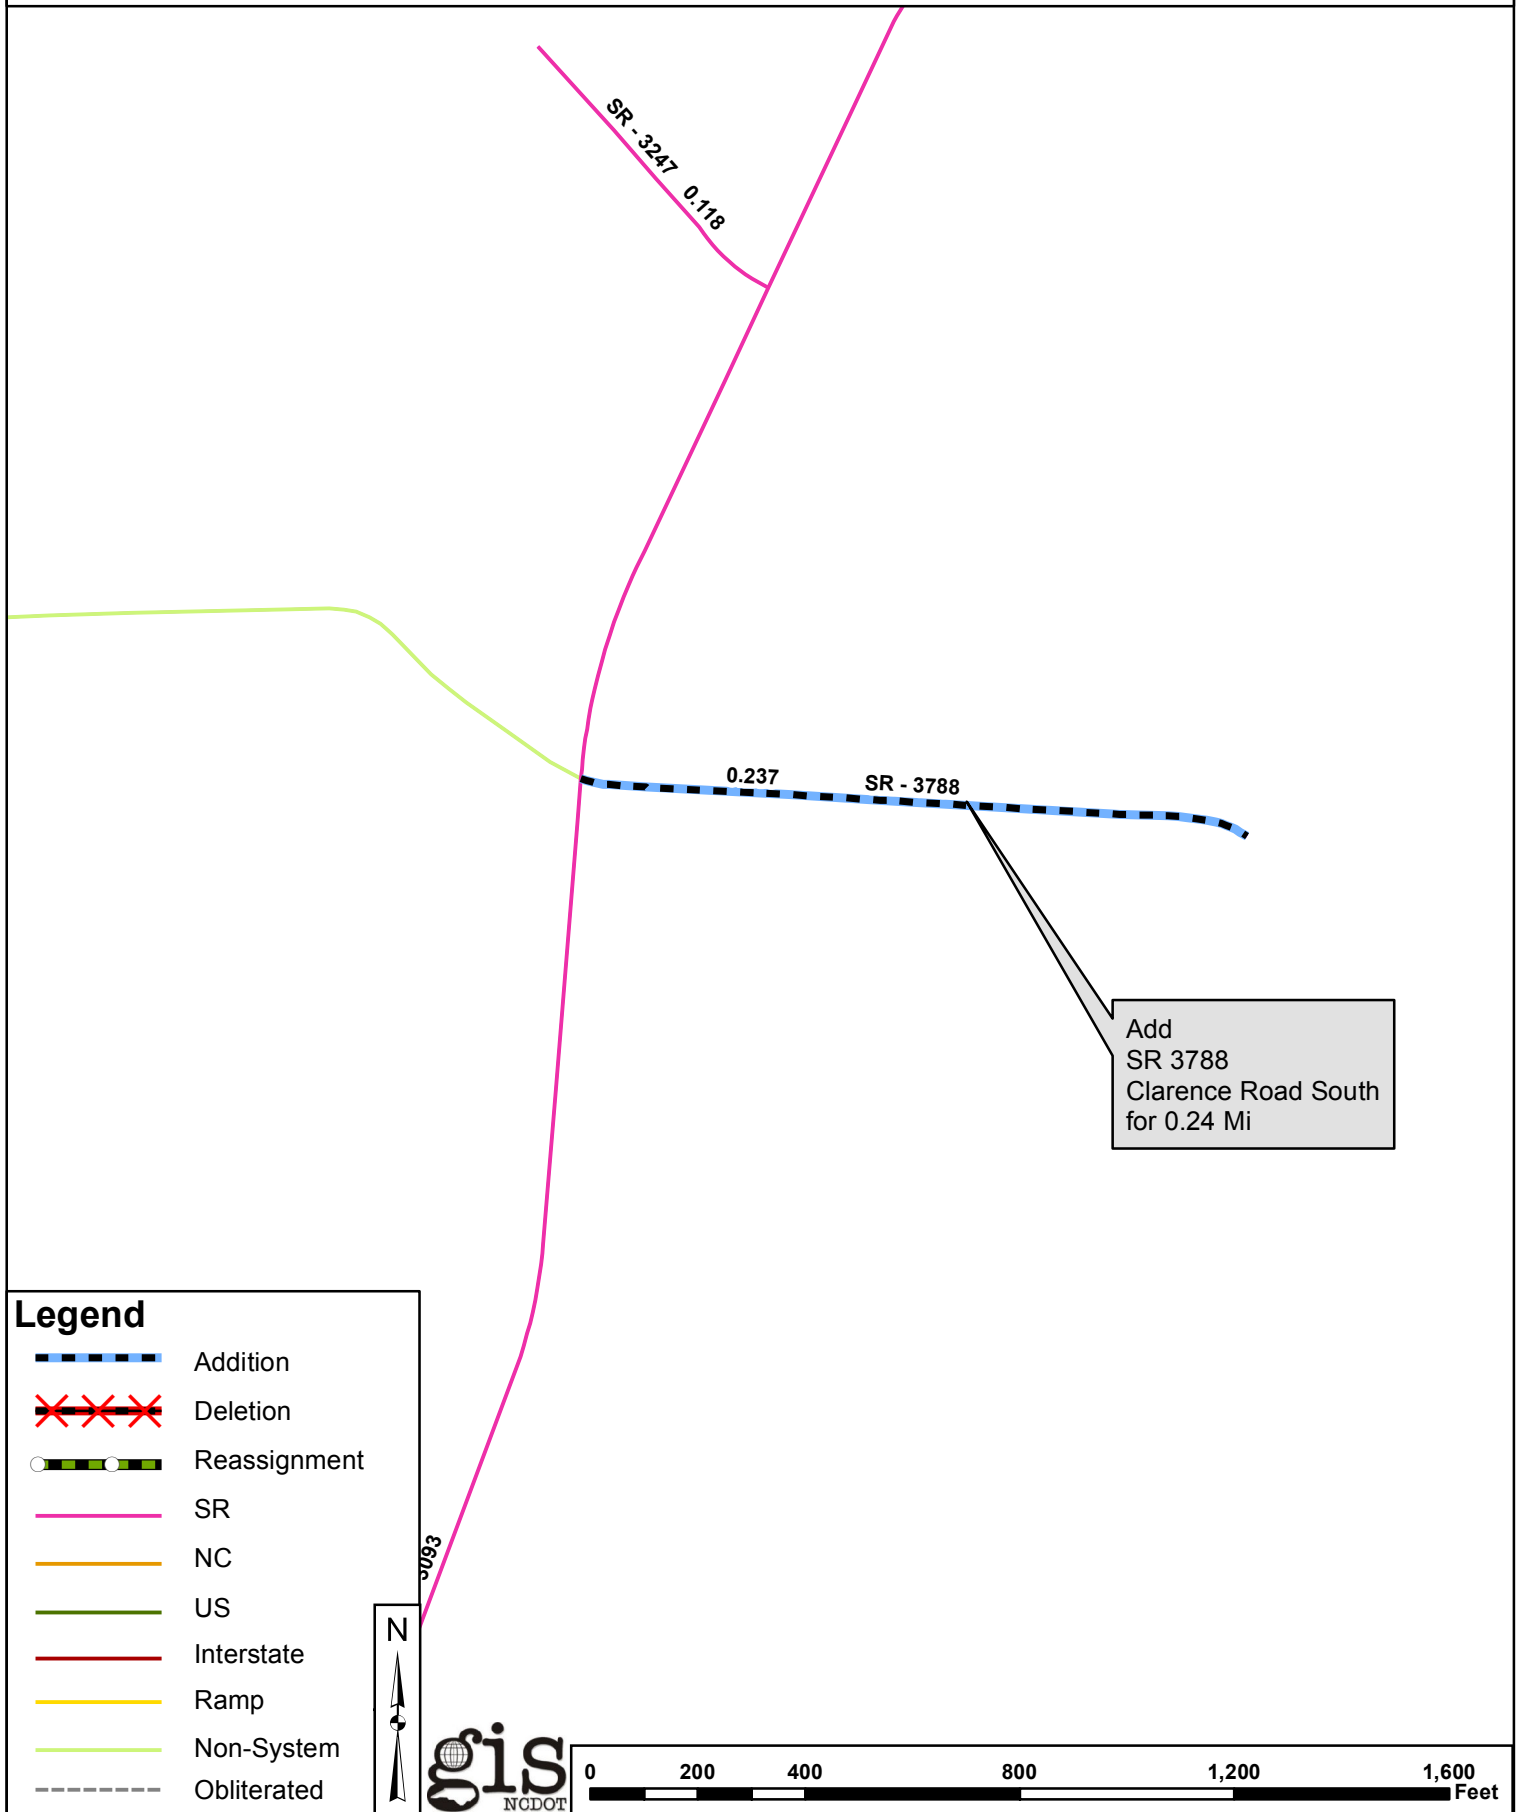 SR - 3247 0.118
0.237 SR - 3788
Add
SR 3788
Clarence Road South
for 0.24 Mi
Legend
Addition
Deletion
Reassignment
SR
NC
US
Interstate
Ramp
Non-System
Obliterated
N
gis
NCDOT
0 200 400 800 1,200 1,600
Feet